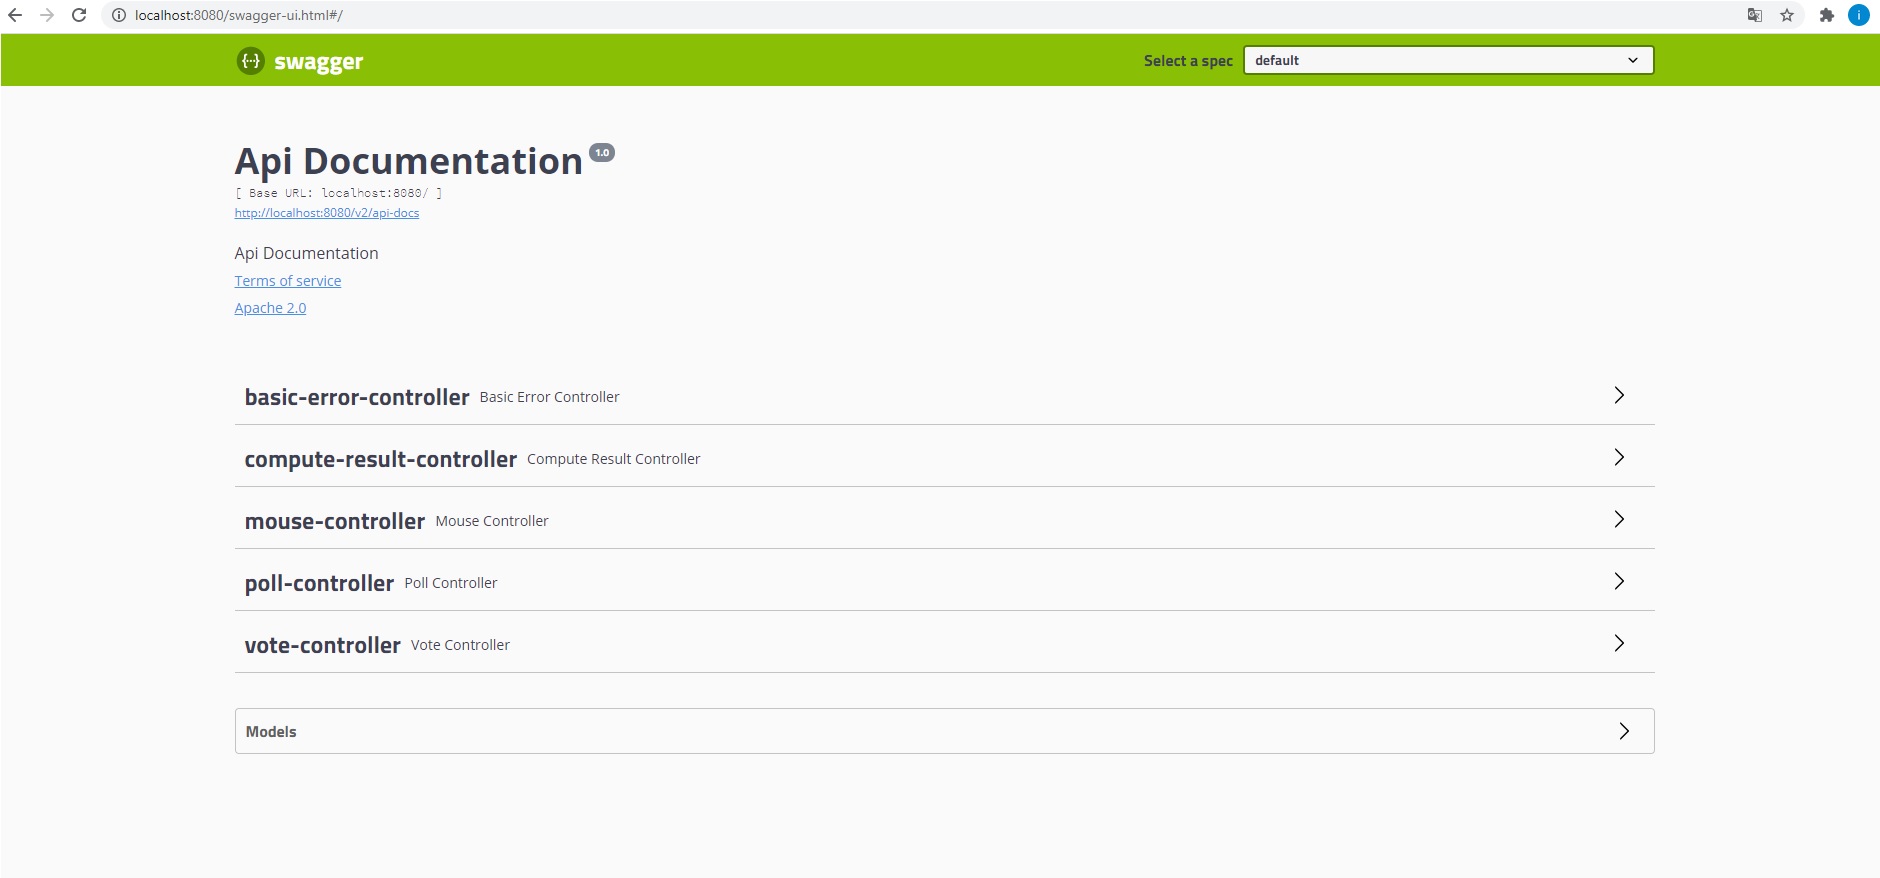 localhost:8080/swagger-ui.html#/
i
{··} swagger
Select a spec
default
Api Documentation 1.0
[ Base URL: localhost:8080/ ]
http://localhost:8080/v2/api-docs
Api Documentation
Terms of service
Apache 2.0
basic-error-controller Basic Error Controller
compute-result-controller Compute Result Controller
mouse-controller Mouse Controller
poll-controller Poll Controller
vote-controller Vote Controller
Models